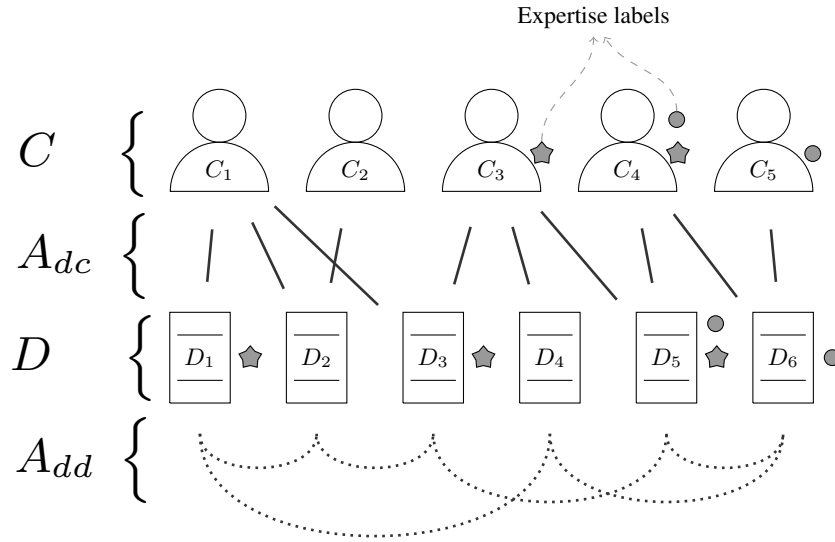 Expertise labels
C
C1 C2 C3 C4 C5
Adc
D
D1 D2 D3 D4 D5 D6
Add